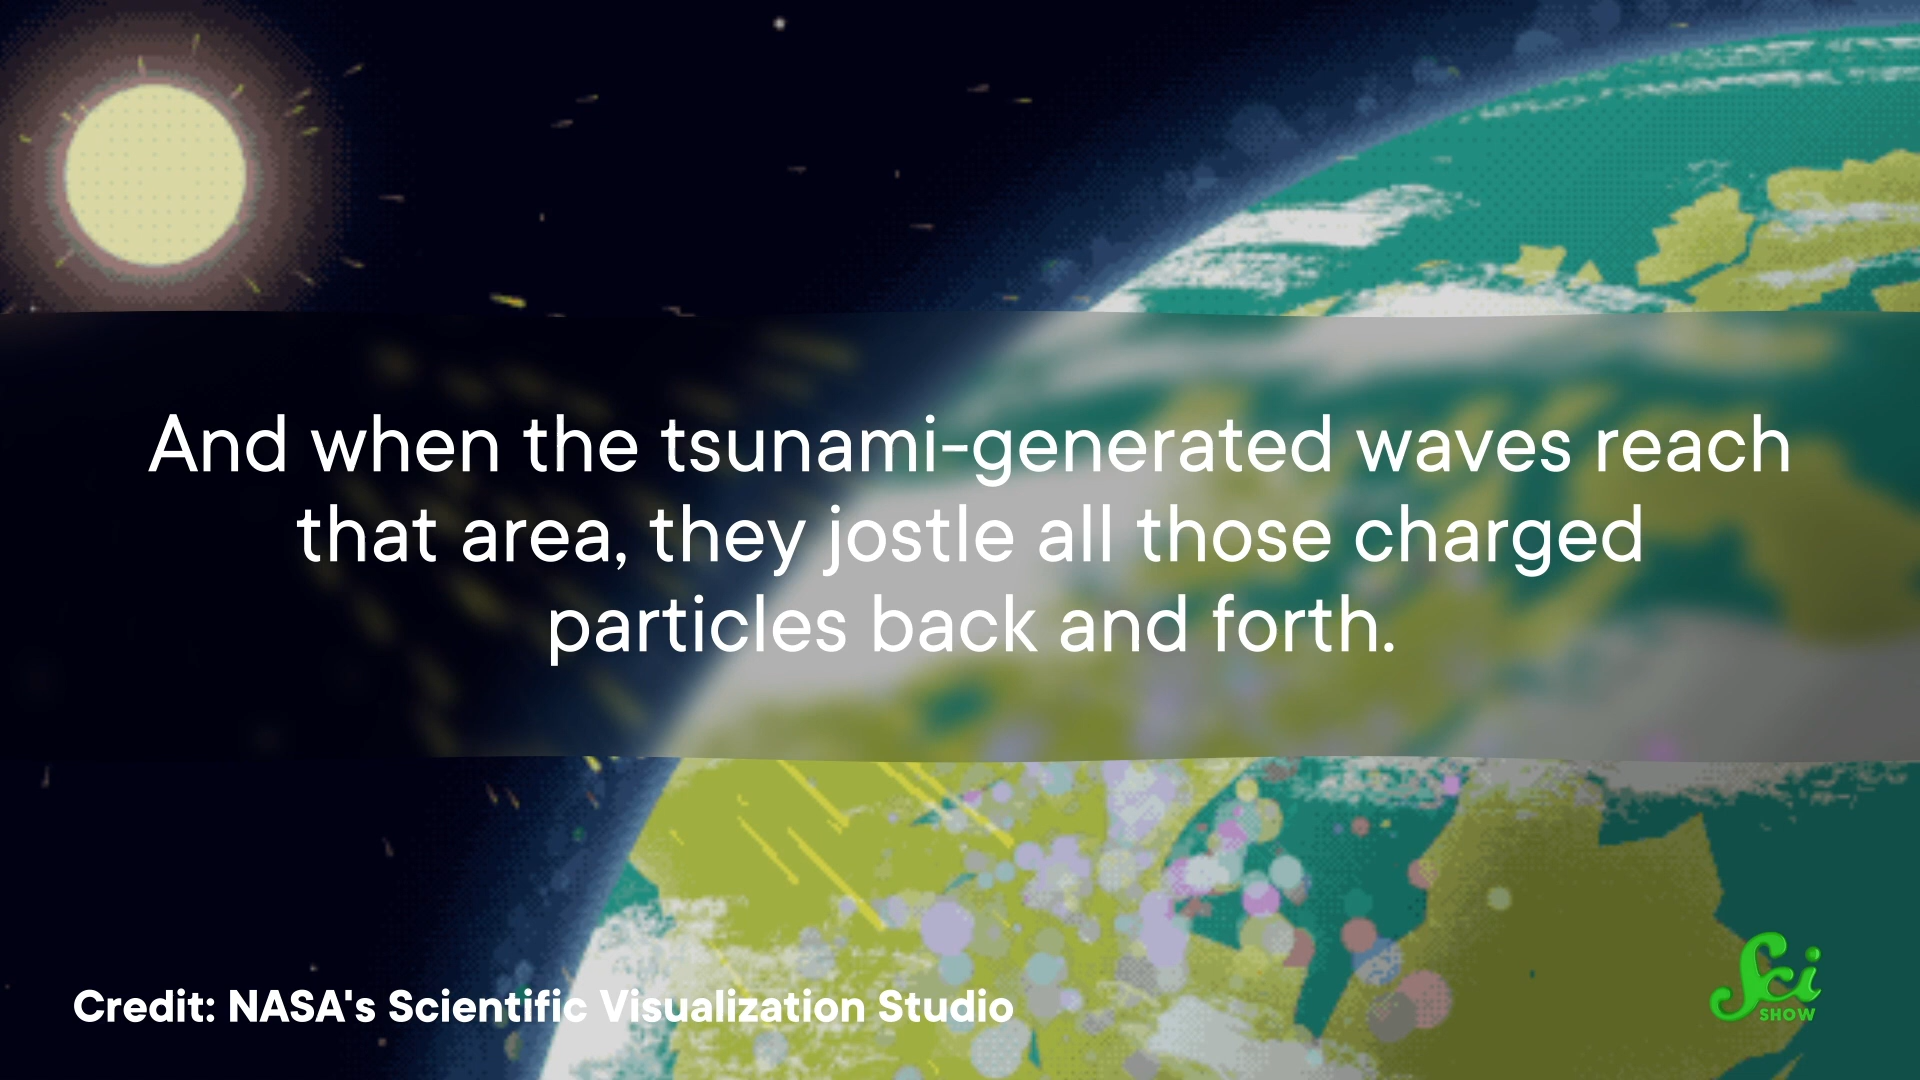 And when the tsunami-generated waves reach
that area, they jostle all those charged
particles back and forth.
Credit: NASA's Scientific Visualization Studio
Sci
SHOW